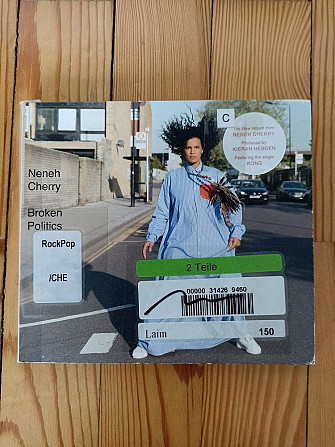 C
The New Album from
NENEH CHERRY
Produced by
KIERAN HEBDEN
Featuring the single
KONG
Neneh
Cherry
Broken
Politics
RockPop
/CHE
2 Teile
00000 31426 9460
Laim
150